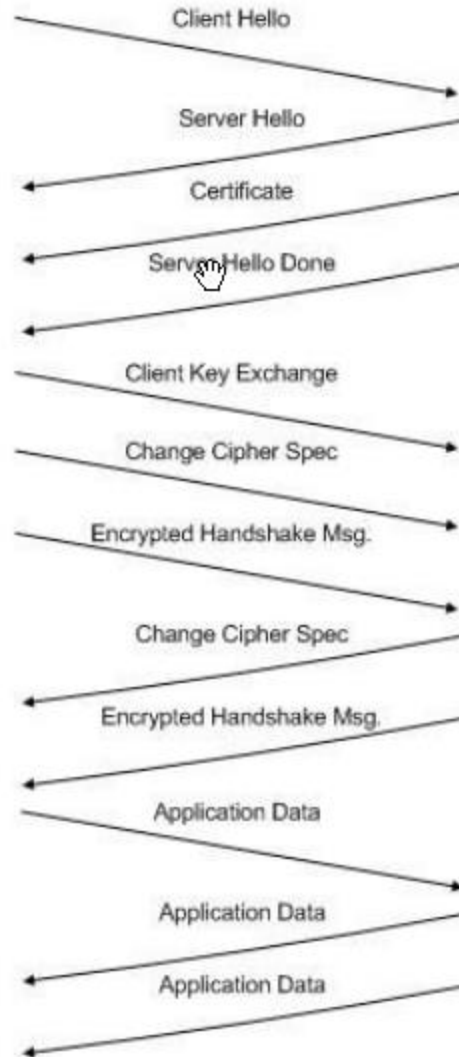 Client Hello
Server Hello
Certificate
Server Hello Done
Client Key Exchange
Change Cipher Spec
Encrypted Handshake Msg.
Change Cipher Spec
Encrypted Handshake Msg.
Application Data
Application Data
Application Data